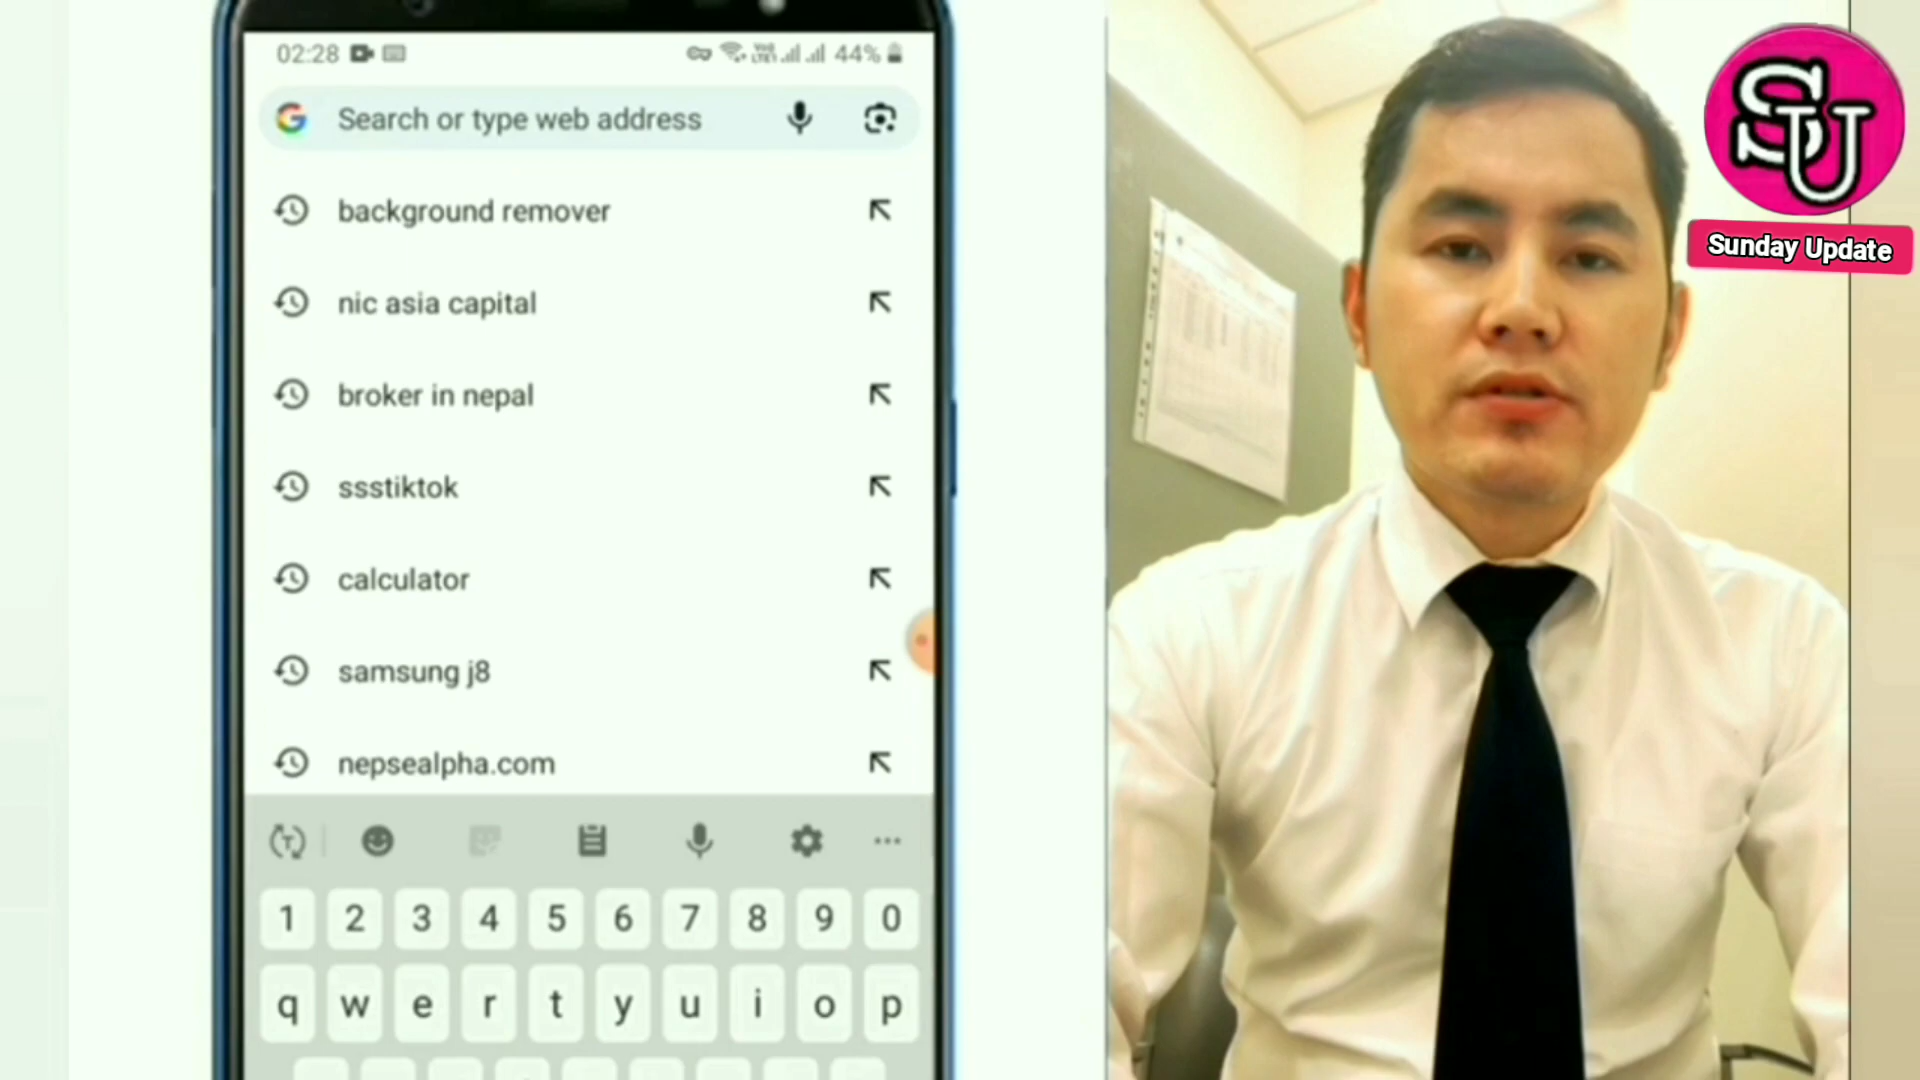 02:28 44%
Search or type web address
background remover
nic asia capital
broker in nepal
ssstiktok
calculator
samsung j8
nepsealpha.com
1 2 3 4 5 6 7 8 9 0
q w e r t y u i o p
SU
Sunday Update